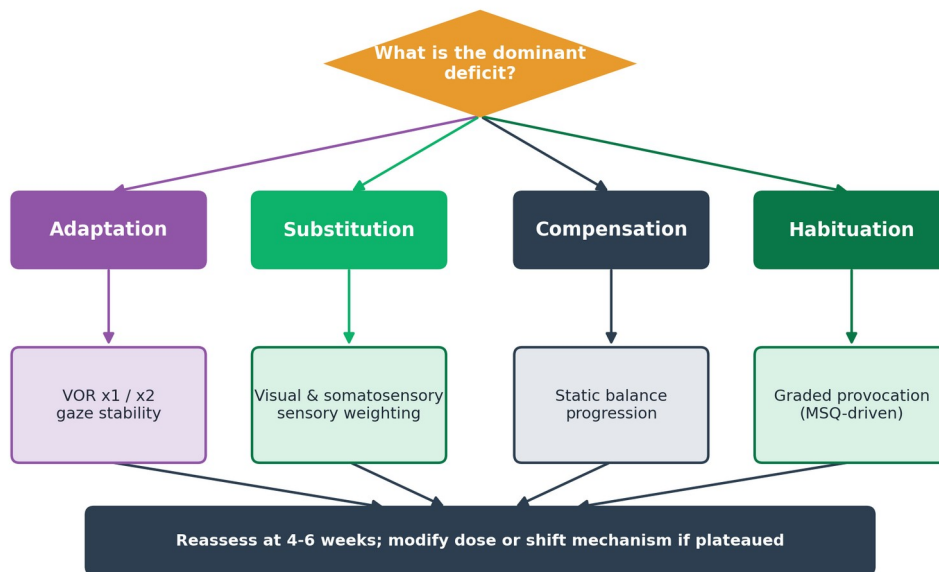 What is the dominant
deficit?
Adaptation
Substitution
Compensation
Habituation
VOR x1 / x2
gaze stability
Visual & somatosensory
sensory weighting
Static balance
progression
Graded provocation
(MSQ-driven)
Reassess at 4-6 weeks; modify dose or shift mechanism if plateaued